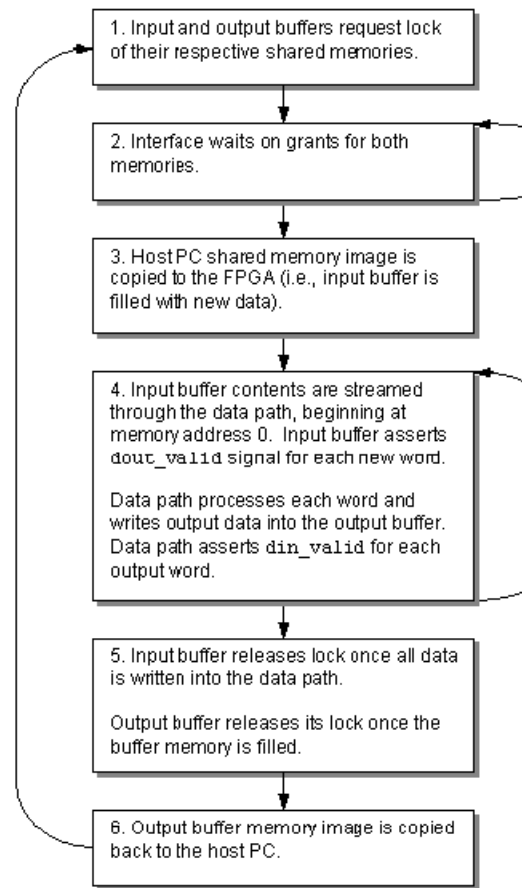 1. Input and output buffers request lock
of their respective shared memories.
2. Interface waits on grants for both
memories.
3. Host PC shared memory image is
copied to the FPGA (i.e., input buffer is
filled with new data).
4. Input buffer contents are streamed
through the data path, beginning at
memory address 0. Input buffer asserts
dout_valid signal for each new word.
Data path processes each word and
writes output data into the output buffer.
Data path asserts din_valid for each
output word.
5. Input buffer releases lock once all data
is written into the data path.
Output buffer releases its lock once the
buffer memory is filled.
6. Output buffer memory image is copied
back to the host PC.